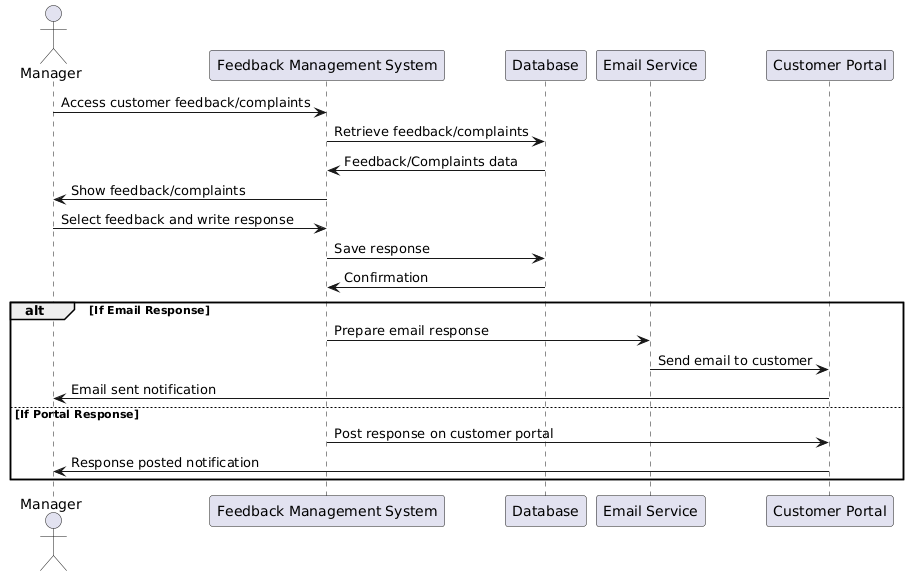 Manager
Feedback Management System
Database
Email Service
Customer Portal
Access customer feedback/complaints
Retrieve feedback/complaints
Feedback/Complaints data
Show feedback/complaints
Select feedback and write response
Save response
Confirmation
alt
[If Email Response]
Prepare email response
Send email to customer
Email sent notification
[If Portal Response]
Post response on customer portal
Response posted notification
Manager
Feedback Management System
Database
Email Service
Customer Portal